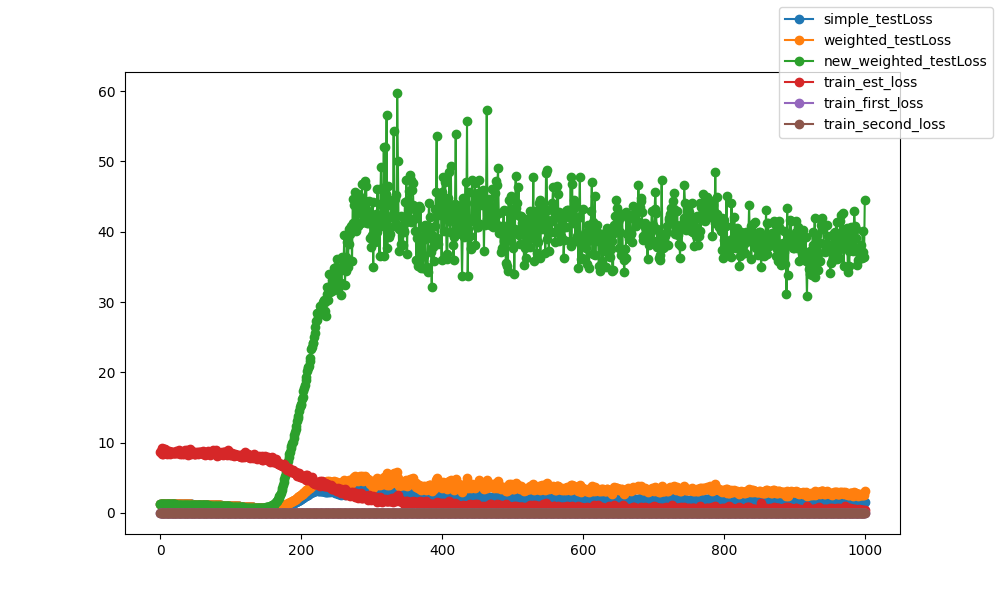 simple_testLoss
weighted_testLoss
new_weighted_testLoss
train_est_loss
train_first_loss
train_second_loss
60
50
40
30
20
10
0
0 200 400 600 800 1000